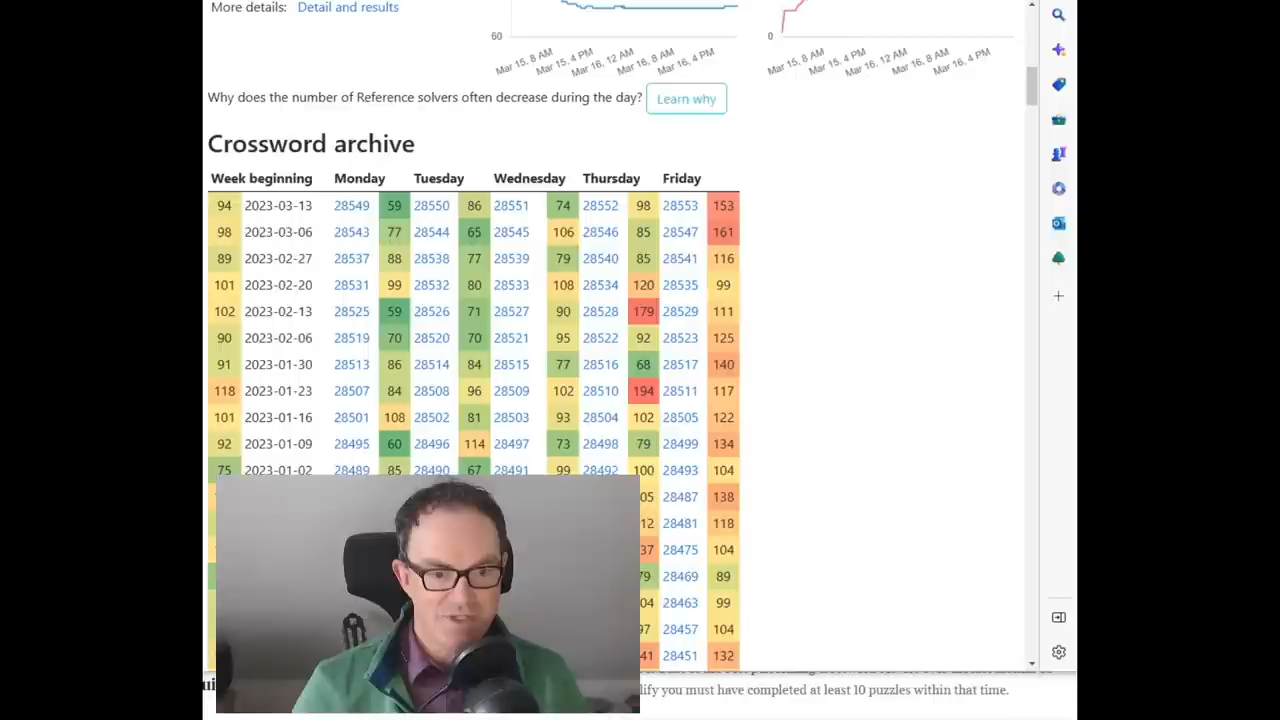 More details: Detail and results
60
Mar 15, 8 AM Mar 15, 4 PM Mar 16, 12 AM Mar 16, 8 AM Mar 16, 4 PM
0
Mar 15, 8 AM Mar 15, 4 PM Mar 16, 12 AM Mar 16, 8 AM Mar 16, 4 PM
Why does the number of Reference solvers often decrease during the day? Learn why
Crossword archive
Week beginning Monday Tuesday Wednesday Thursday Friday
94 2023-03-13 28549 59 28550 86 28551 74 28552 98 28553 153
98 2023-03-06 28543 77 28544 65 28545 106 28546 85 28547 161
89 2023-02-27 28537 88 28538 77 28539 79 28540 85 28541 116
101 2023-02-20 28531 99 28532 80 28533 108 28534 120 28535 99
102 2023-02-13 28525 59 28526 71 28527 90 28528 179 28529 111
90 2023-02-06 28519 70 28520 70 28521 95 28522 92 28523 125
91 2023-01-30 28513 86 28514 84 28515 77 28516 68 28517 140
118 2023-01-23 28507 84 28508 96 28509 102 28510 194 28511 117
101 2023-01-16 28501 108 28502 81 28503 93 28504 102 28505 122
92 2023-01-09 28495 60 28496 114 28497 73 28498 79 28499 134
75 2023-01-02 28489 85 28490 67 28491 99 28492 100 28493 104
05 28487 138
12 28481 118
37 28475 104
79 28469 89
04 28463 99
97 28457 104
41 28451 132
lify you must have completed at least 10 puzzles within that time.